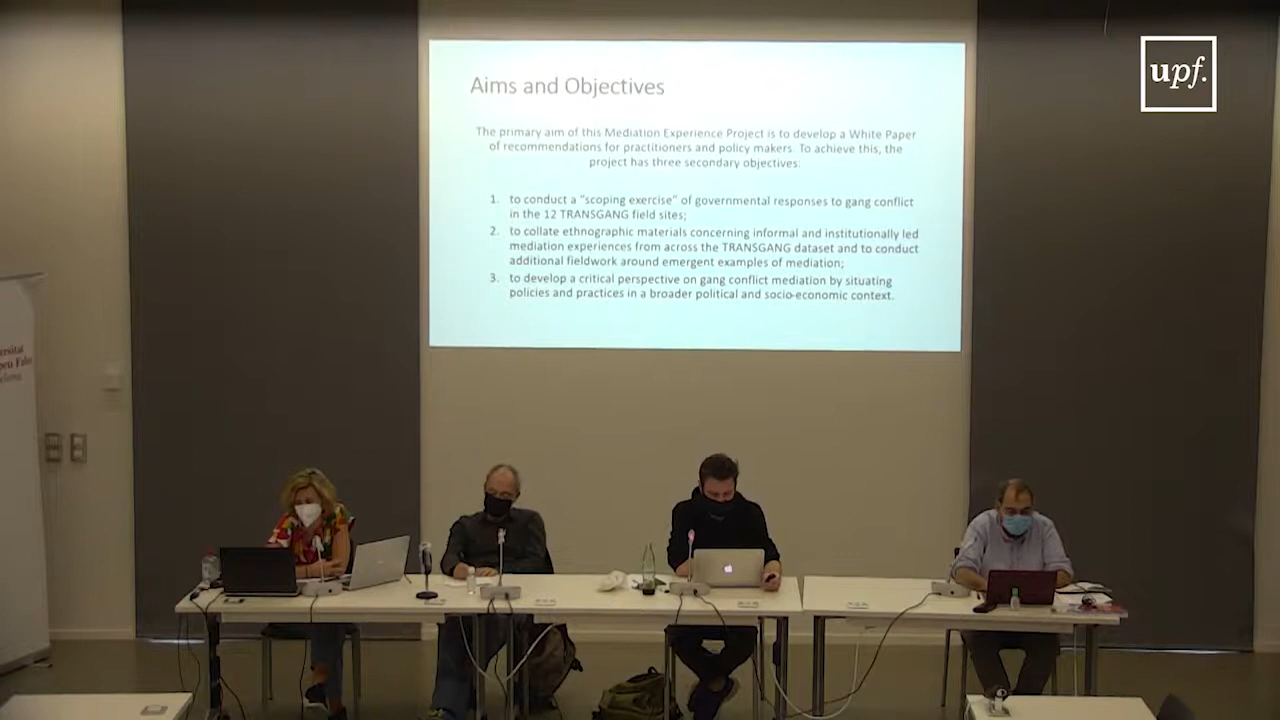 upf.
Aims and Objectives
The primary aim of this Mediation Experience Project is to develop a White Paper
of recommendations for practitioners and policy makers. To achieve this, the
project has three secondary objectives:
1. to conduct a "scoping exercise" of governmental responses to gang conflict
in the 12 TRANSGANG field sites;
2. to collate ethnographic materials concerning informal and institutionally led
mediation experiences from across the TRANSGANG dataset and to conduct
additional fieldwork around emergent examples of mediation;
3. to develop a critical perspective on gang conflict mediation by situating
policies and practices in a broader political and socio-economic context.